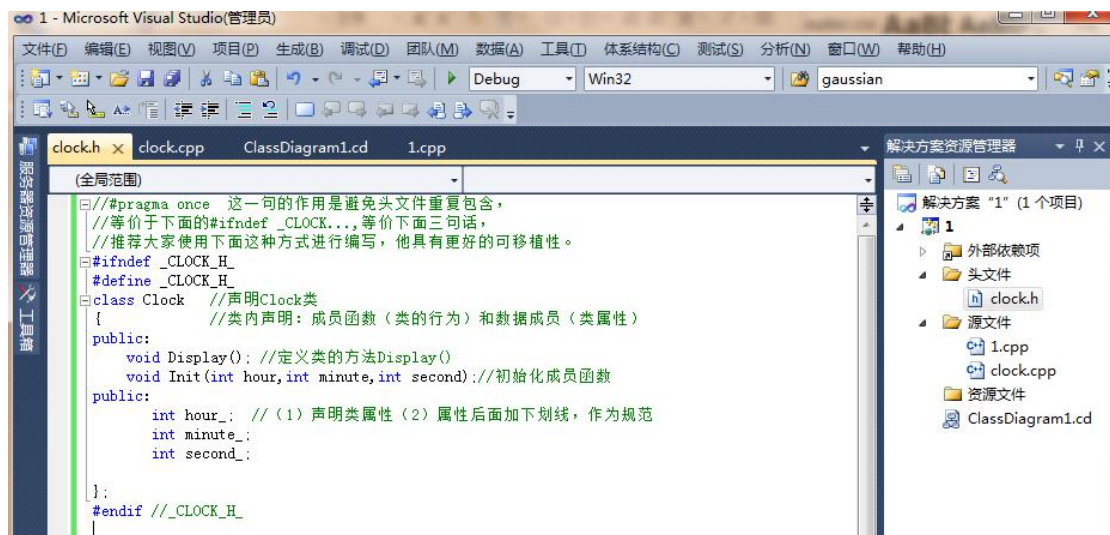 1 - Microsoft Visual Studio(管理员)
文件(F) 编辑(E) 视图(V) 项目(P) 生成(B) 调试(D) 团队(M) 数据(A) 工具(T) 体系结构(C) 测试(S) 分析(N) 窗口(W) 帮助(H)
Debug Win32 gaussian
clock.h clock.cpp ClassDiagram1.cd 1.cpp
(全局范围)
//#pragma once 这一句的作用是避免头文件重复包含，
//等价于下面的#ifndef _CLOCK...,等价下面三句话，
//推荐大家使用下面这种方式进行编写，他具有更好的可移植性。
#ifndef _CLOCK_H_
#define _CLOCK_H_
class Clock //声明Clock类
{ //类内声明：成员函数（类的行为）和数据成员（类属性）
public:
void Display(); //定义类的方法Display()
void Init(int hour,int minute,int second);//初始化成员函数
public:
int hour_; //（1）声明类属性（2）属性后面加下划线，作为规范
int minute_;
int second_;
};
#endif //_CLOCK_H_
服务器资源管理器
工具箱
解决方案资源管理器
解决方案 "1" (1 个项目)
1
外部依赖项
头文件
clock.h
源文件
1.cpp
clock.cpp
资源文件
ClassDiagram1.cd